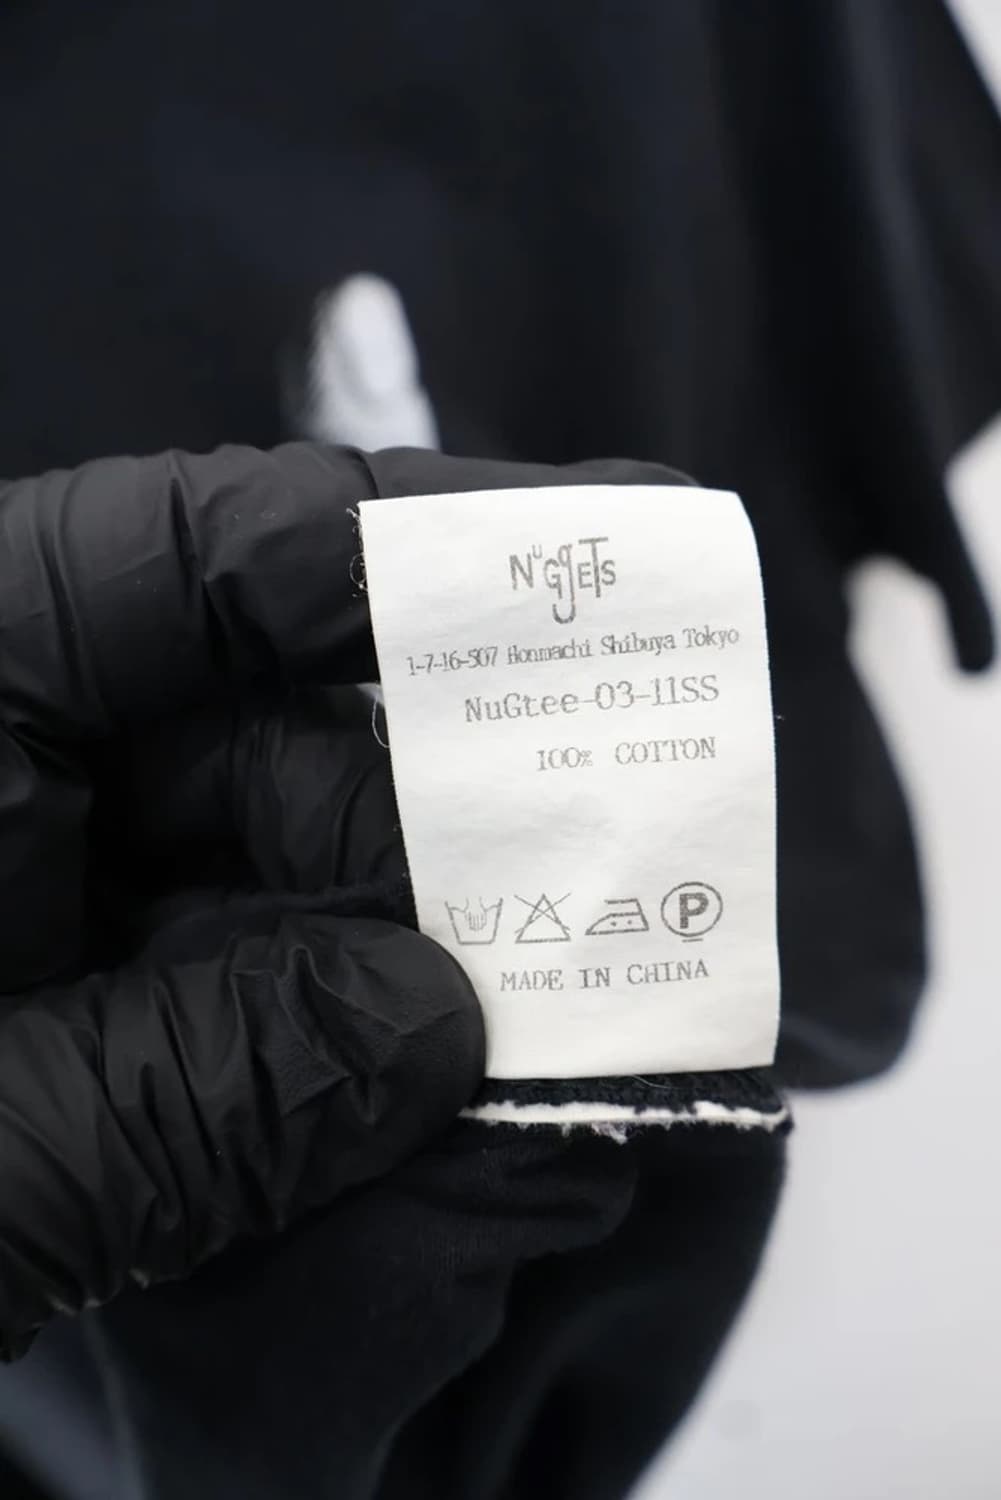 NuGgETs
1-7-16-507 Honmachi Shibuya Tokyo
NuGtee-03-11SS
100% COTTON
P
MADE IN CHINA